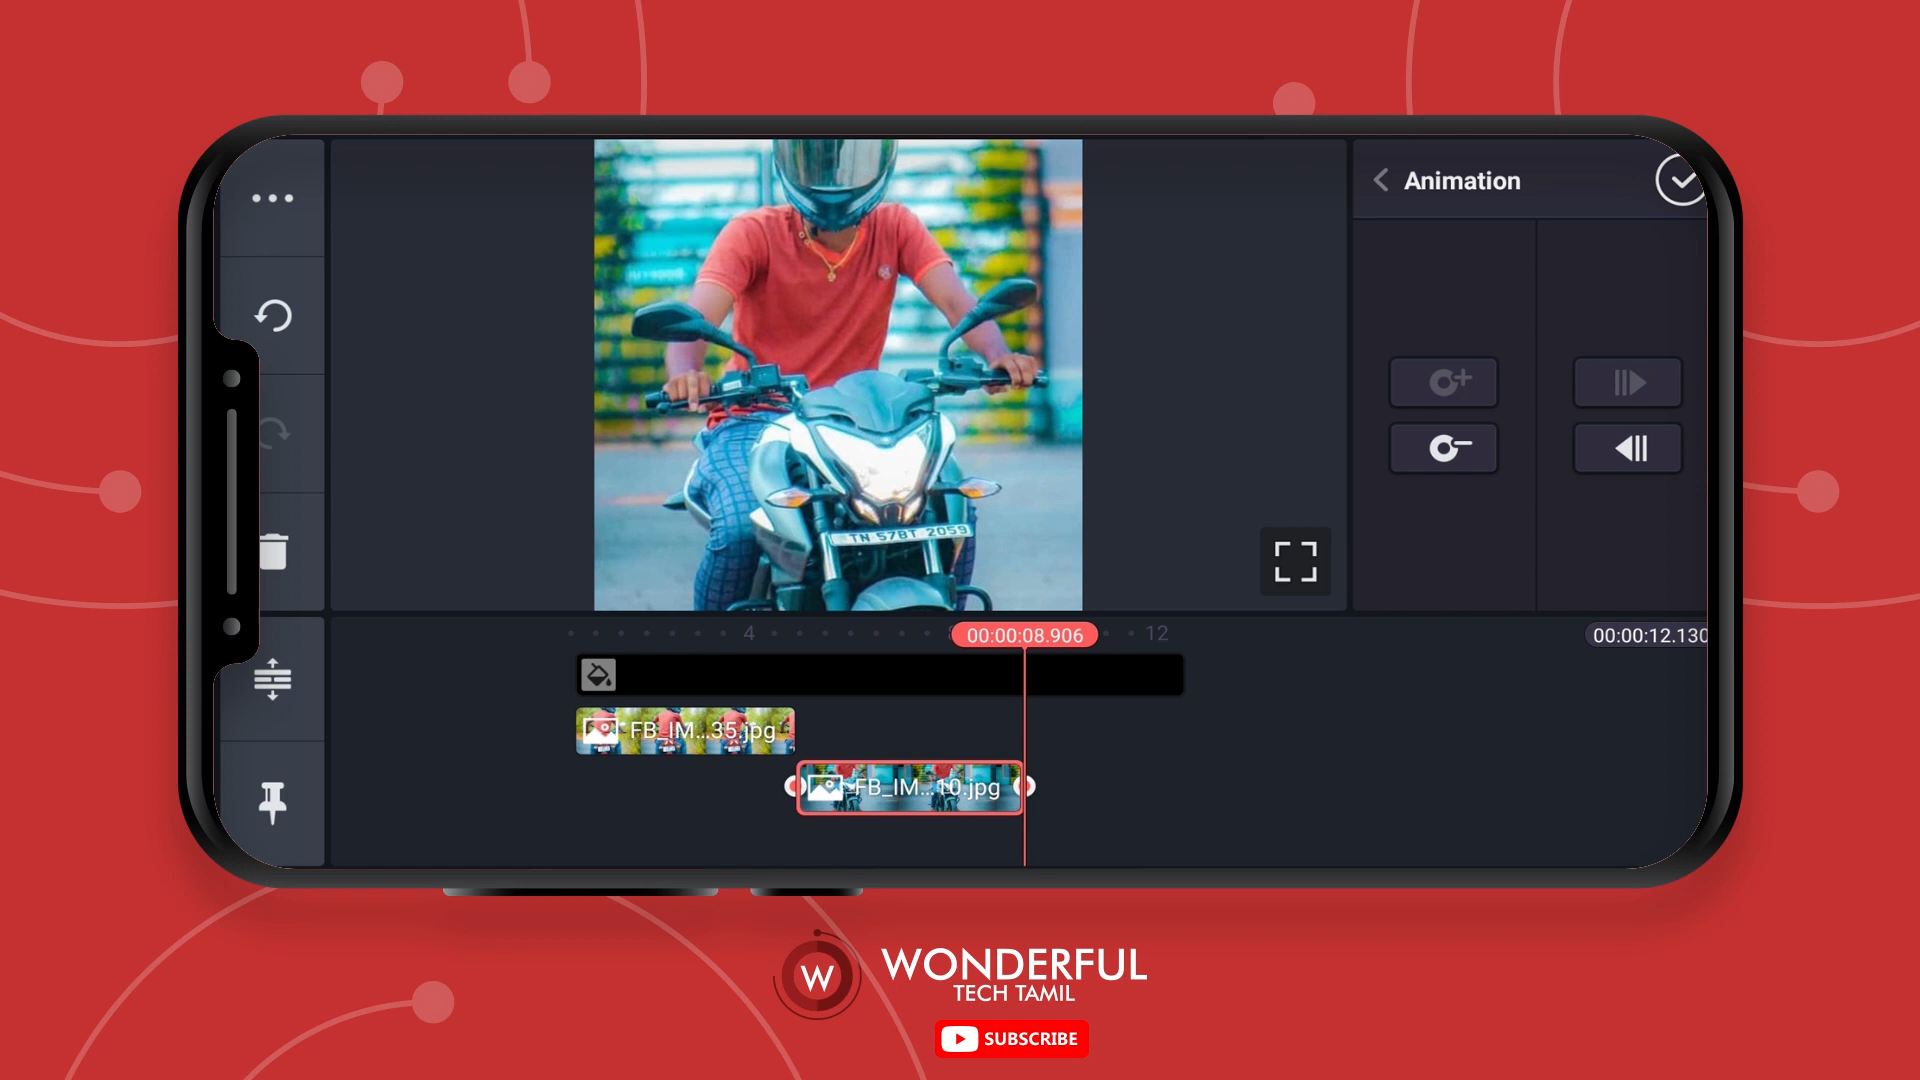 Animation
4
00:00:08.906
12
00:00:12.130
FB_IM...35.jpg
FB_IM...10.jpg
TN 57BT 2059
W
WONDERFUL
TECH TAMIL
SUBSCRIBE